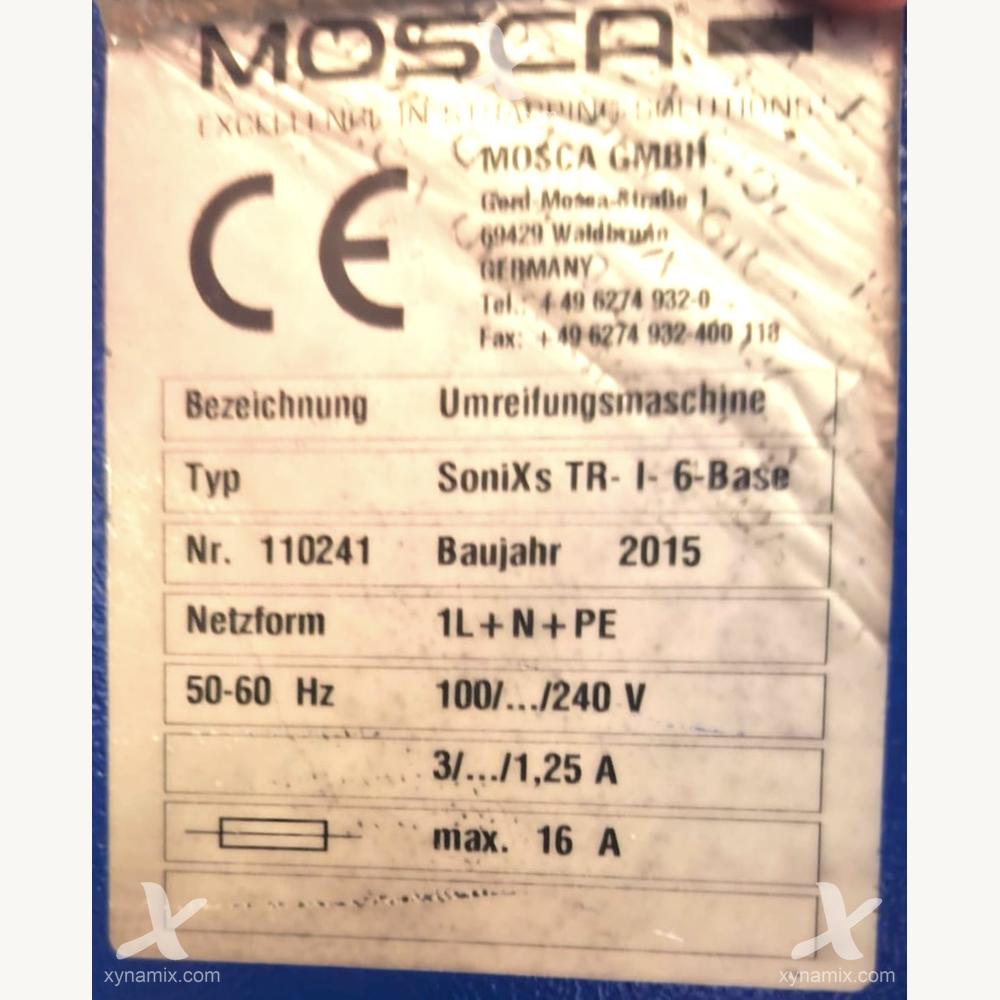 MOSCA
EXCELLENCE IN STRAPPING SOLUTIONS
MOSCA GMBH
Gerd-Mosca-Straße 1
69429 Waldbrunn
GERMANY
Tel.: +49 6274 932-0
Fax: +49 6274 932-400 118
CE
Bezeichnung Umreifungsmaschine
Typ SoniXs TR- I- 6-Base
Nr. 110241 Baujahr 2015
Netzform 1L+N+PE
50-60 Hz 100/.../240 V
3/.../1,25 A
max. 16 A
xynamix.com xynamix.com